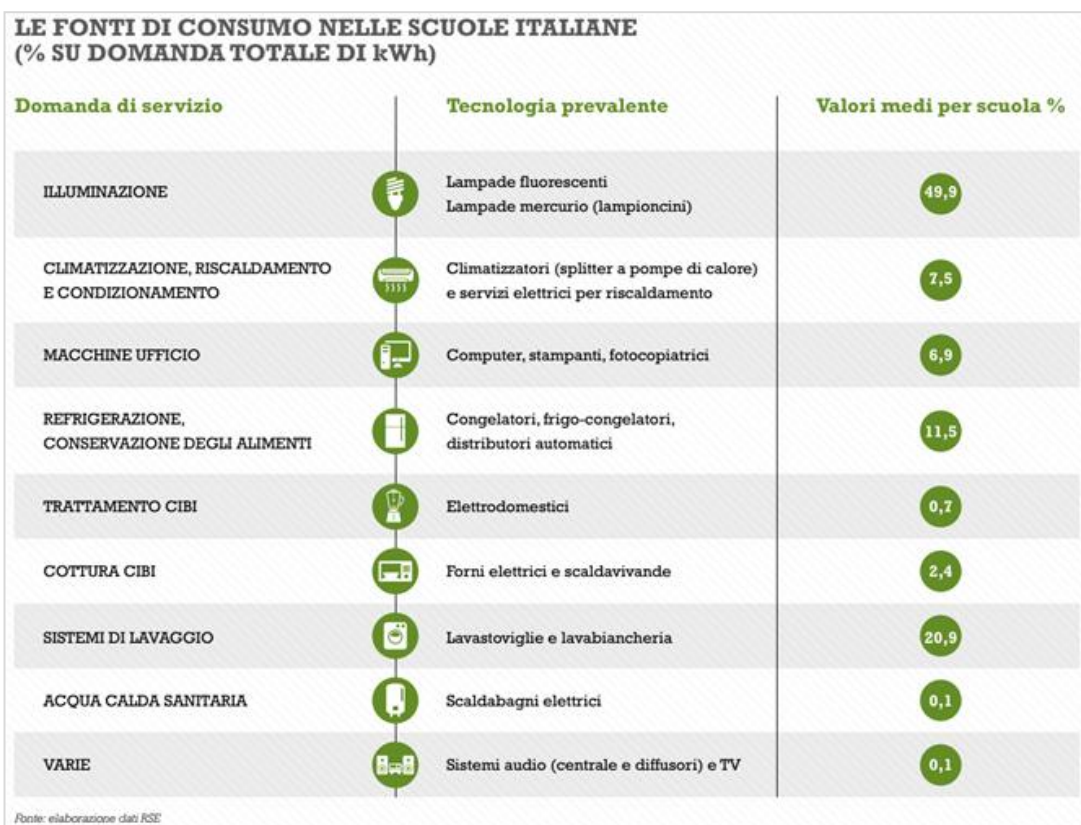 LE FONTI DI CONSUMO NELLE SCUOLE ITALIANE
(% SU DOMANDA TOTALE DI kWh)
Domanda di servizio
Tecnologia prevalente
Valori medi per scuola %
ILLUMINAZIONE
Lampade fluorescenti
Lampade mercurio (lampioncini)
49,9
CLIMATIZZAZIONE, RISCALDAMENTO
E CONDIZIONAMENTO
Climatizzatori (splitter a pompe di calore)
e servizi elettrici per riscaldamento
7,5
MACCHINE UFFICIO
Computer, stampanti, fotocopiatrici
6,9
REFRIGERAZIONE,
CONSERVAZIONE DEGLI ALIMENTI
Congelatori, frigo-congelatori,
distributori automatici
11,5
TRATTAMENTO CIBI
Elettrodomestici
0,7
COTTURA CIBI
Forni elettrici e scaldavivande
2,4
SISTEMI DI LAVAGGIO
Lavastoviglie e lavabiancheria
20,9
ACQUA CALDA SANITARIA
Scaldabagni elettrici
0,1
VARIE
Sistemi audio (centrale e diffusori) e TV
0,1
Fonte: elaborazione dati RSE